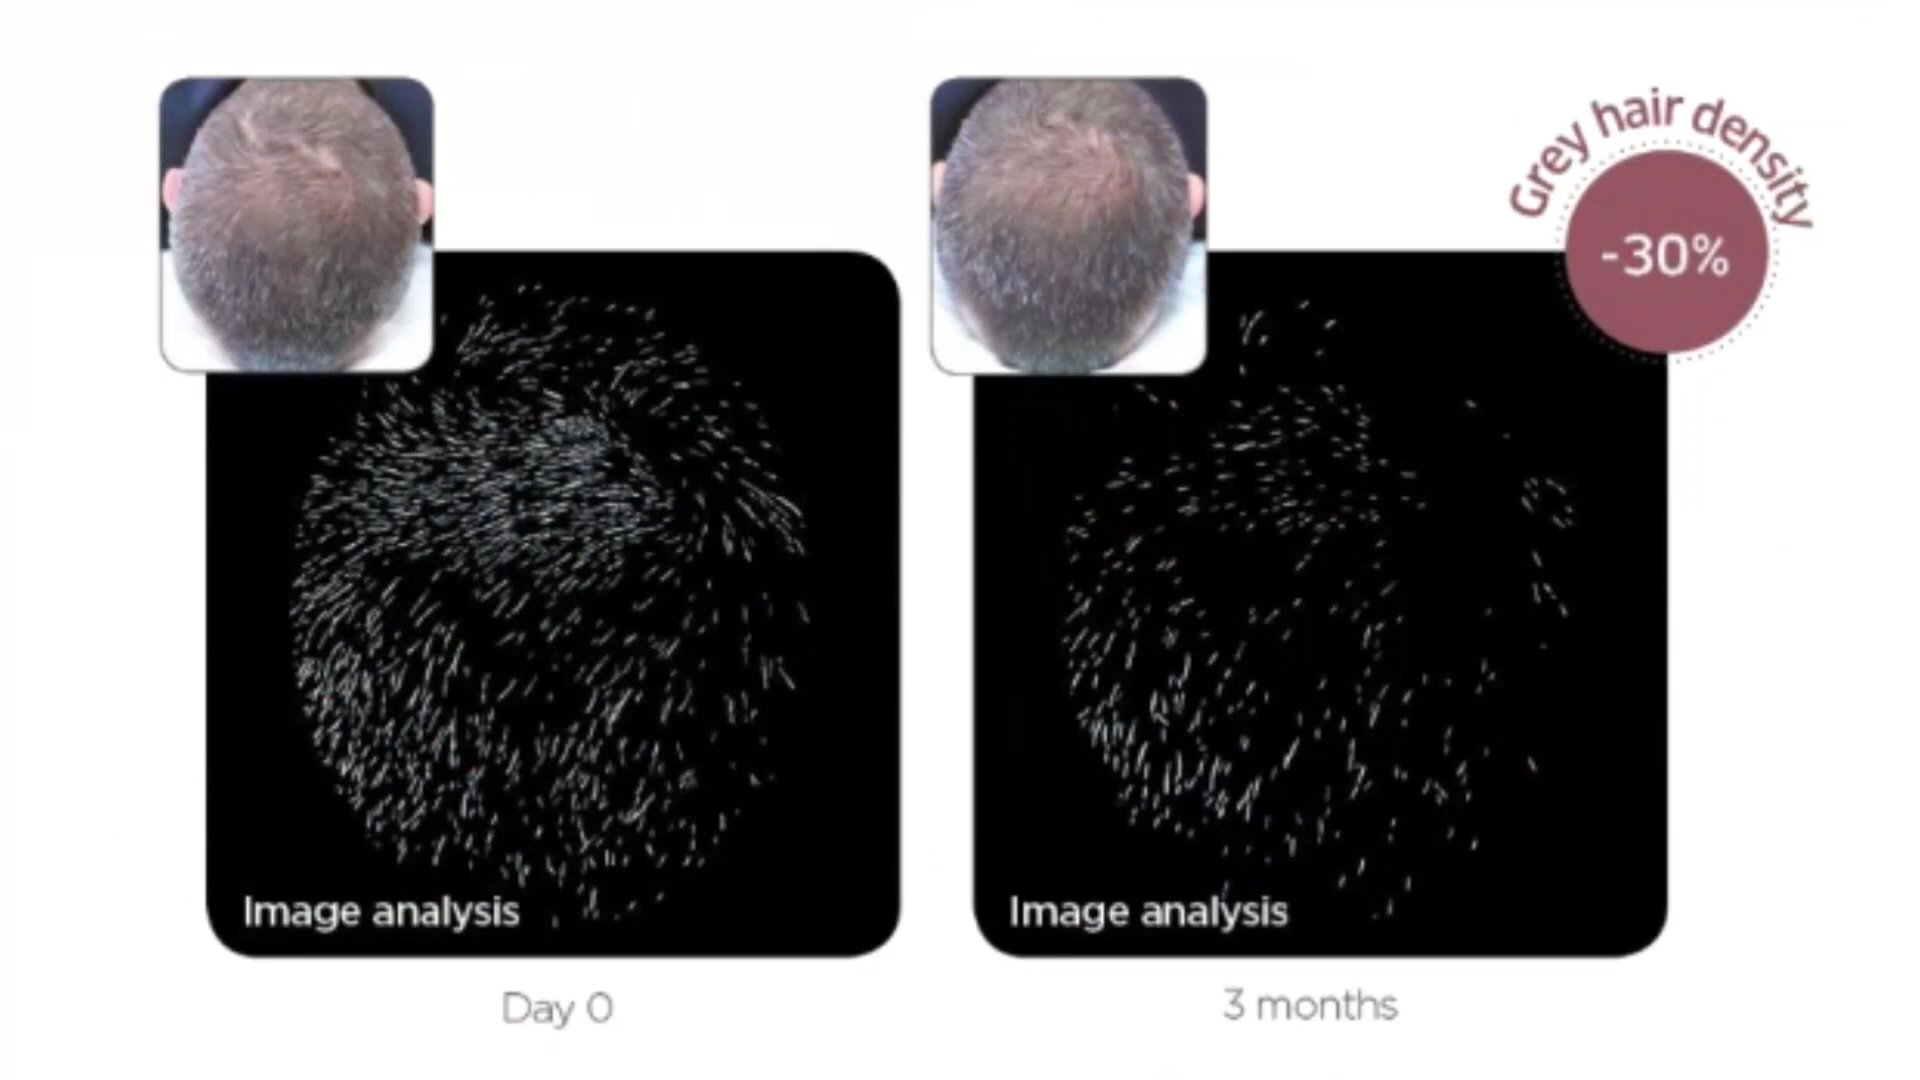 Grey hair density
-30%
Image analysis
Image analysis
Day 0
3 months